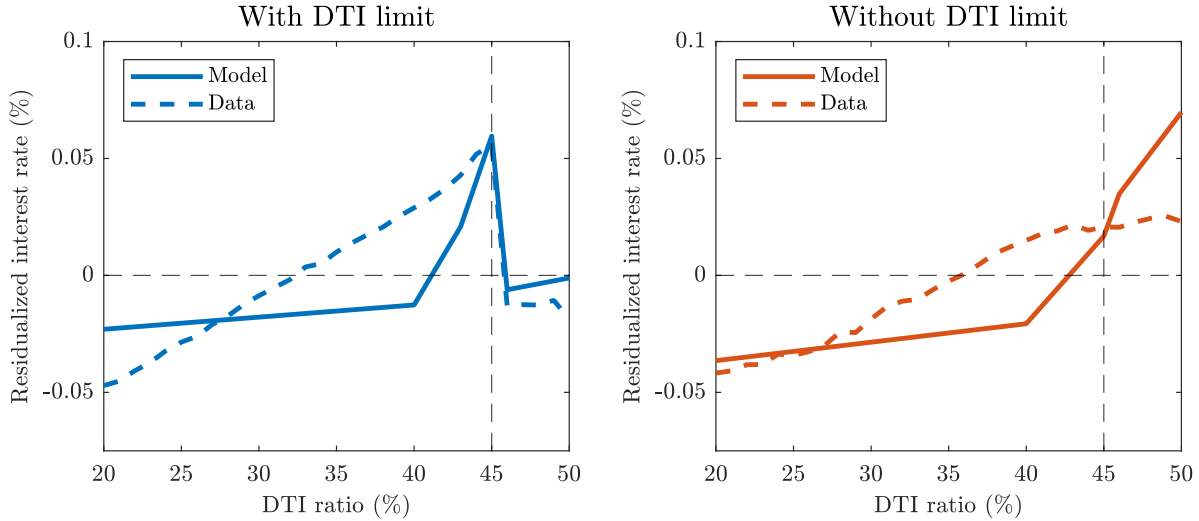 With DTI limit
0.1
0.05
0
-0.05
20 25 30 35 40 45 50
Residualized interest rate (%)
DTI ratio (%)
Model
Data
Without DTI limit
0.1
0.05
0
-0.05
20 25 30 35 40 45 50
Residualized interest rate (%)
DTI ratio (%)
Model
Data